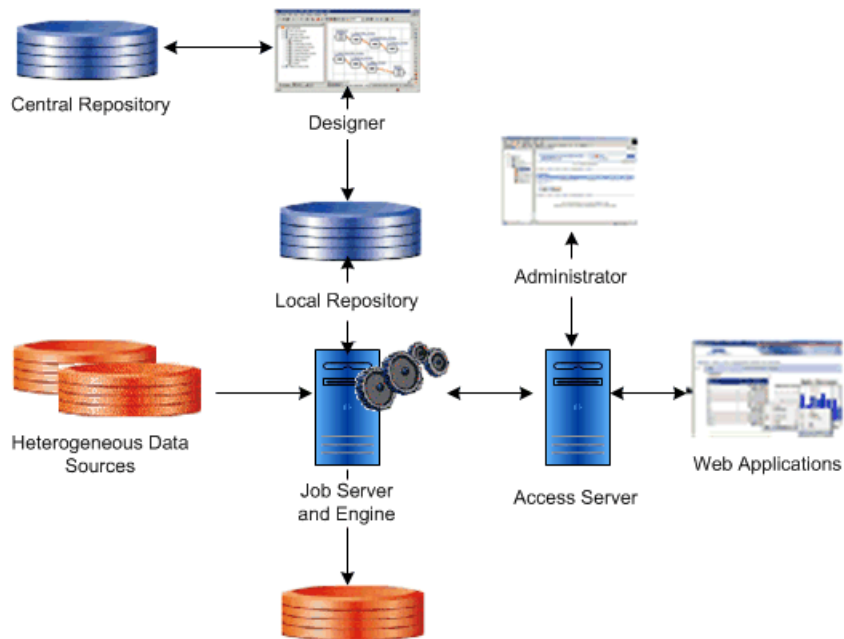 Central Repository
Designer
Local Repository
Administrator
Heterogeneous Data
Sources
Job Server
and Engine
Access Server
Web Applications